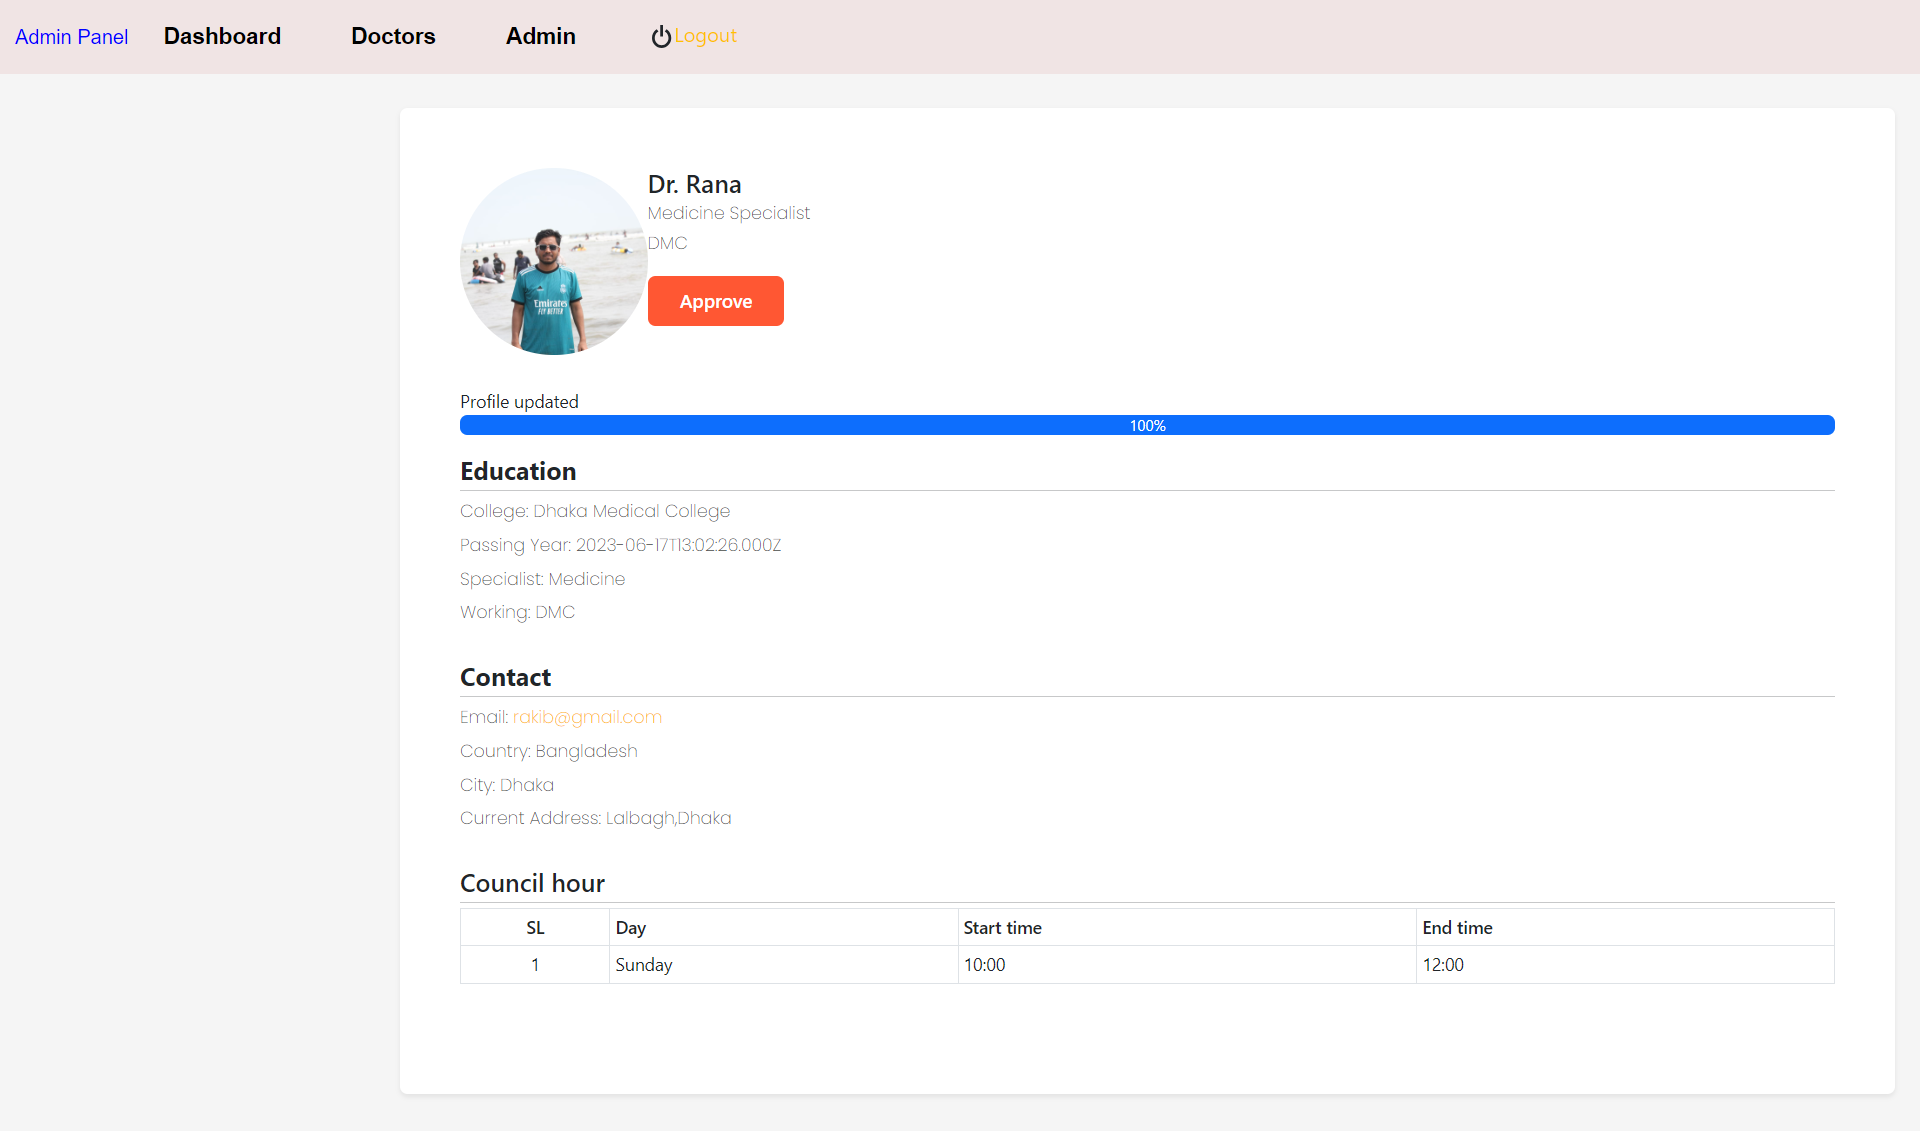 Admin Panel Dashboard Doctors Admin Logout
Dr. Rana
Medicine Specialist
DMC
Approve
Emirates
FLY BETTER
Profile updated
100%
Education
College: Dhaka Medical College
Passing Year: 2023-06-17T13:02:26.000Z
Specialist: Medicine
Working: DMC
Contact
Email: rakib@gmail.com
Country: Bangladesh
City: Dhaka
Current Address: Lalbagh,Dhaka
Council hour
SL Day Start time End time
1 Sunday 10:00 12:00